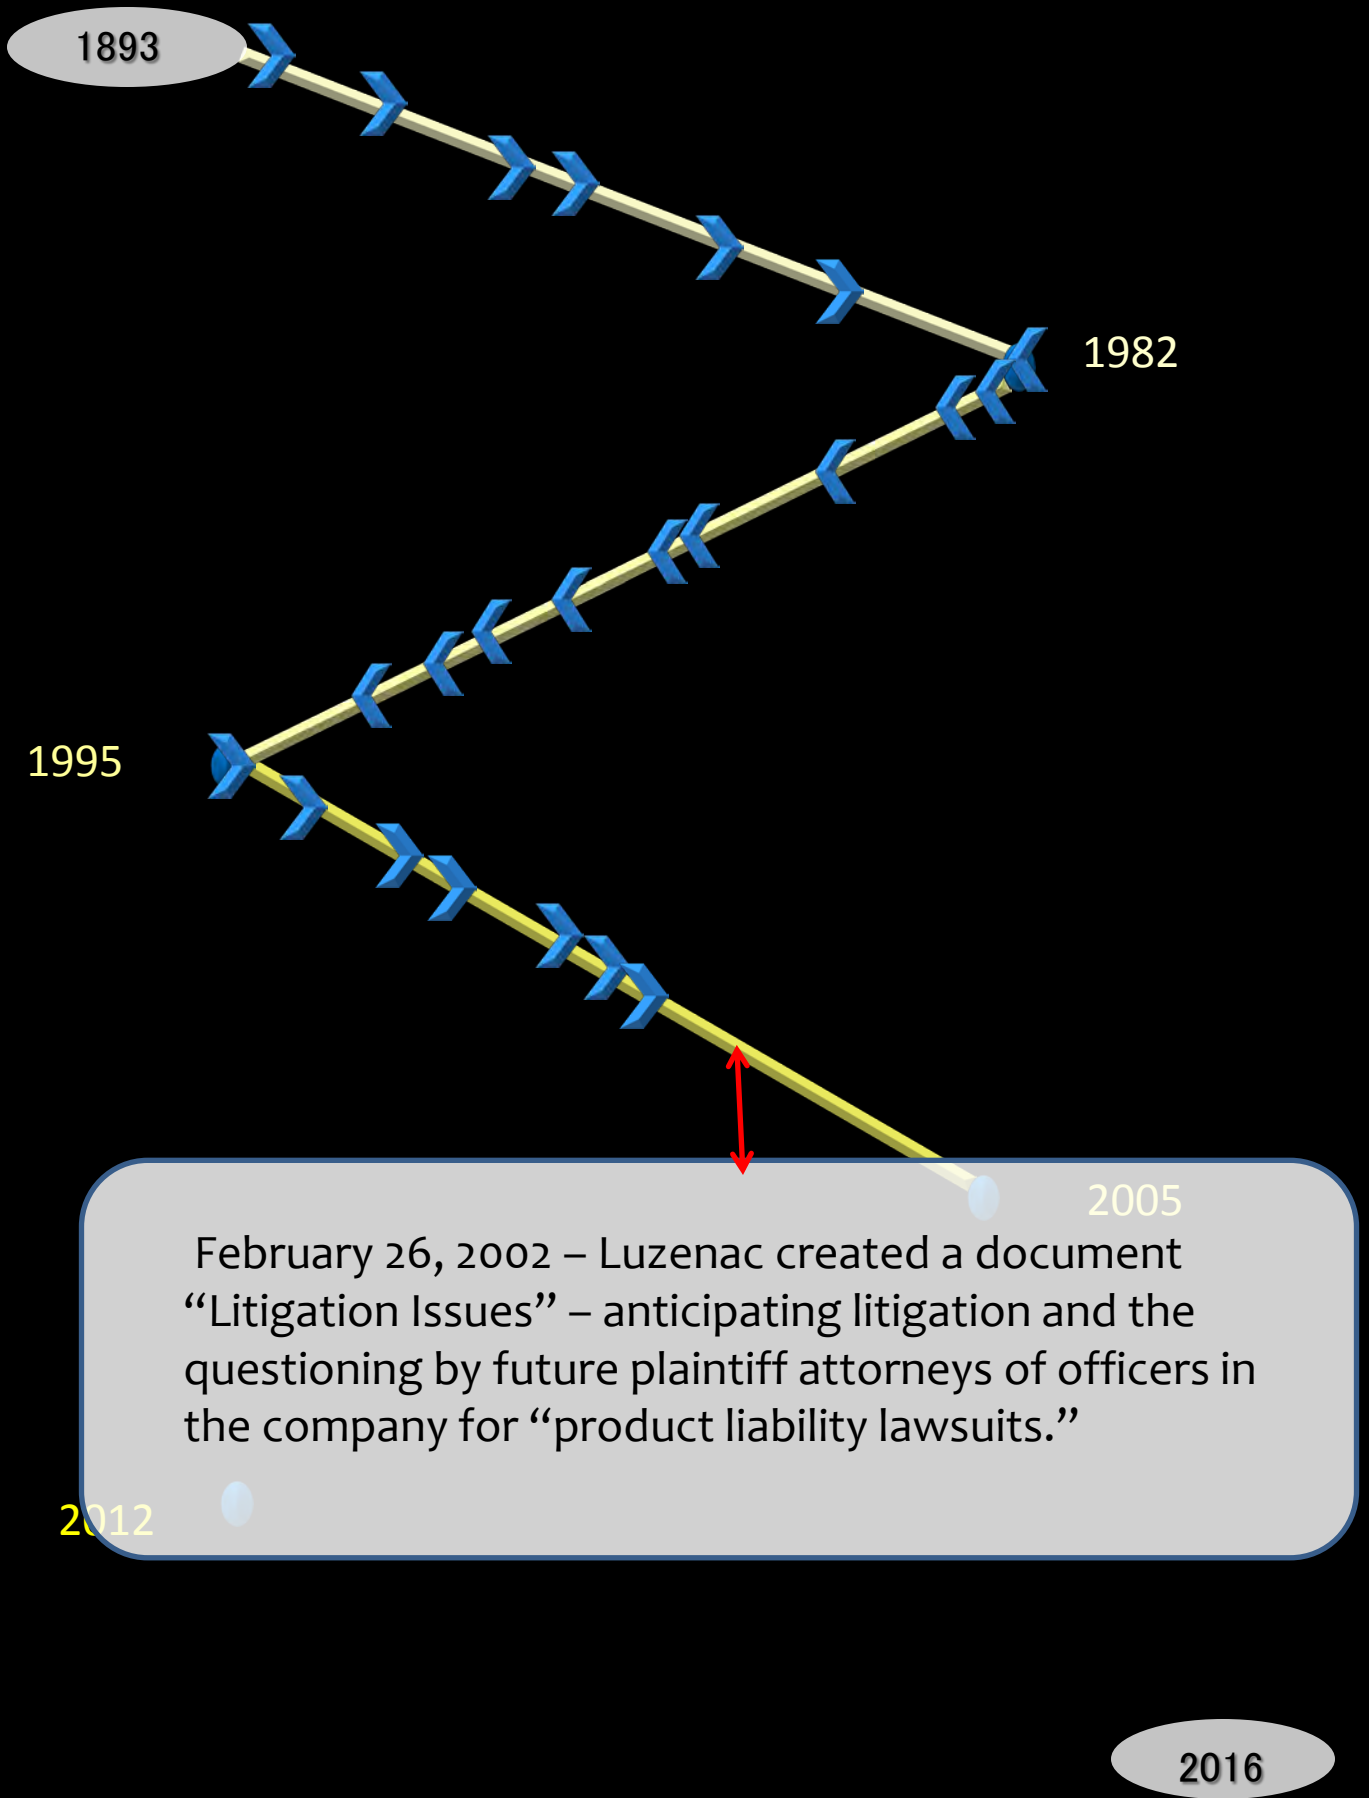 1893
1982
1995
2005
February 26, 2002 – Luzenac created a document
“Litigation Issues” – anticipating litigation and the
questioning by future plaintiff attorneys of officers in
the company for “product liability lawsuits.”
2012
2016